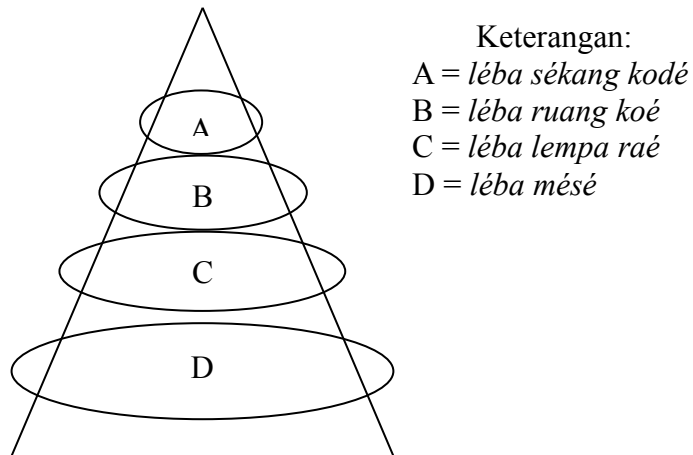 Keterangan:
A = léba sékang kodé
B = léba ruang koé
C = léba lempa raé
D = léba mésé
A
B
C
D